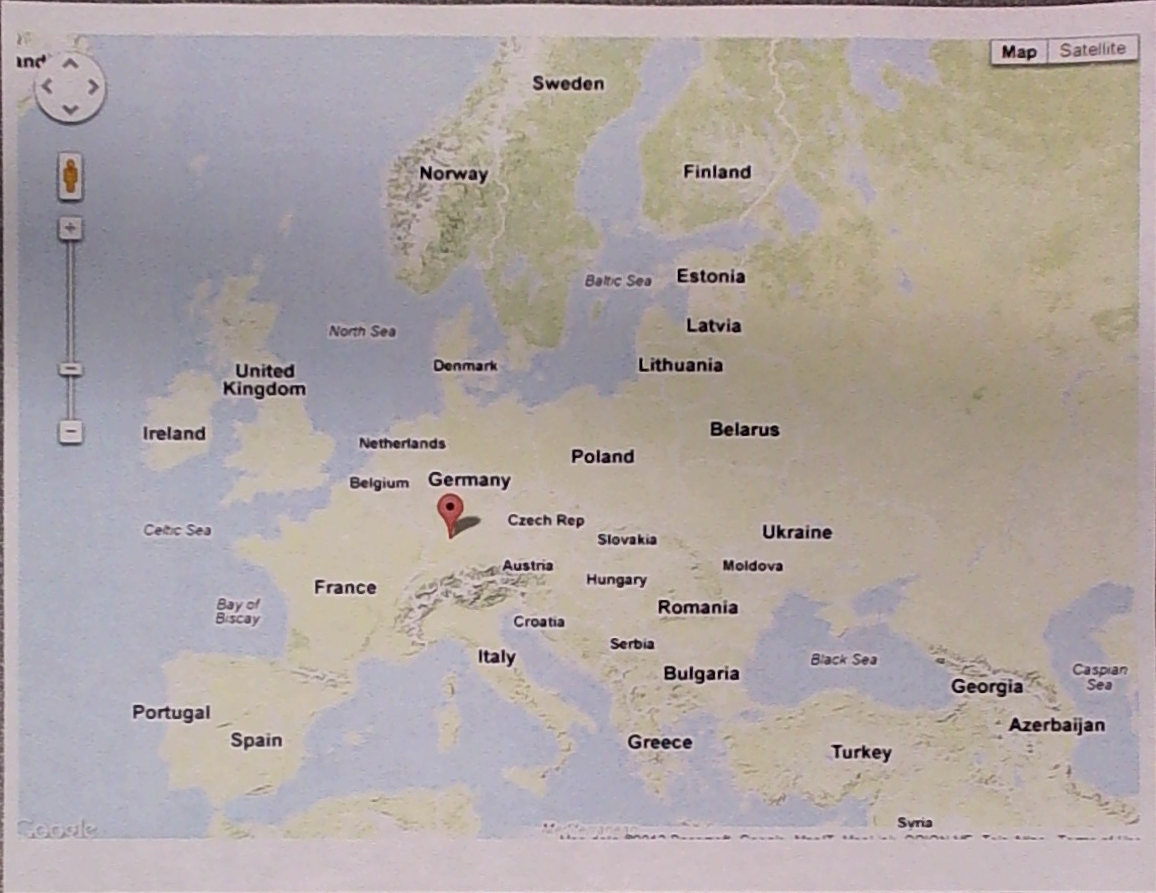 and
Map Satellite
Sweden
Norway
Finland
Baltic Sea
Estonia
North Sea
Latvia
Denmark
Lithuania
United
Kingdom
Ireland
Netherlands
Belarus
Poland
Belgium
Germany
Czech Rep
Celtic Sea
Slovakia
Ukraine
Austria
Moldova
Hungary
France
Bay of
Biscay
Romania
Croatia
Serbia
Italy
Black Sea
Bulgaria
Caspian
Sea
Georgia
Portugal
Azerbaijan
Spain
Greece
Turkey
Syria
Google
Mediterranean